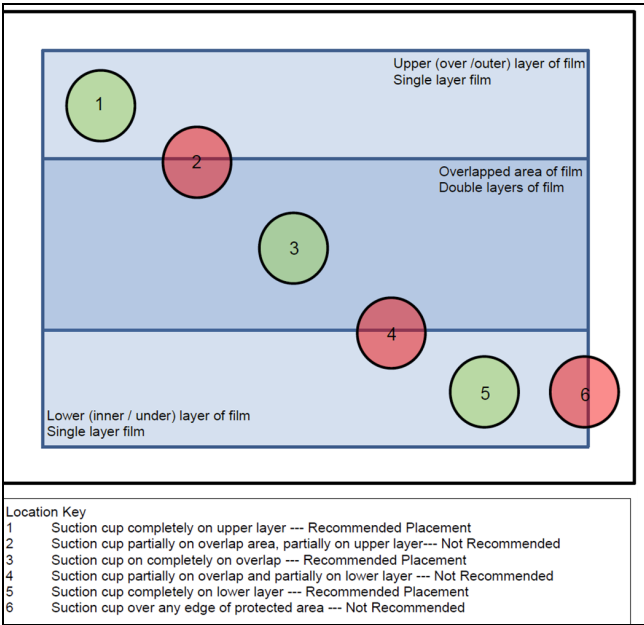 Upper (over /outer) layer of film
Single layer film
1
2
Overlapped area of film
Double layers of film
3
4
5
6
Lower (inner / under) layer of film
Single layer film
Location Key
1 Suction cup completely on upper layer --- Recommended Placement
2 Suction cup partially on overlap area, partially on upper layer--- Not Recommended
3 Suction cup on completely on overlap --- Recommended Placement
4 Suction cup partially on overlap and partially on lower layer --- Not Recommended
5 Suction cup completely on lower layer --- Recommended Placement
6 Suction cup over any edge of protected area --- Not Recommended